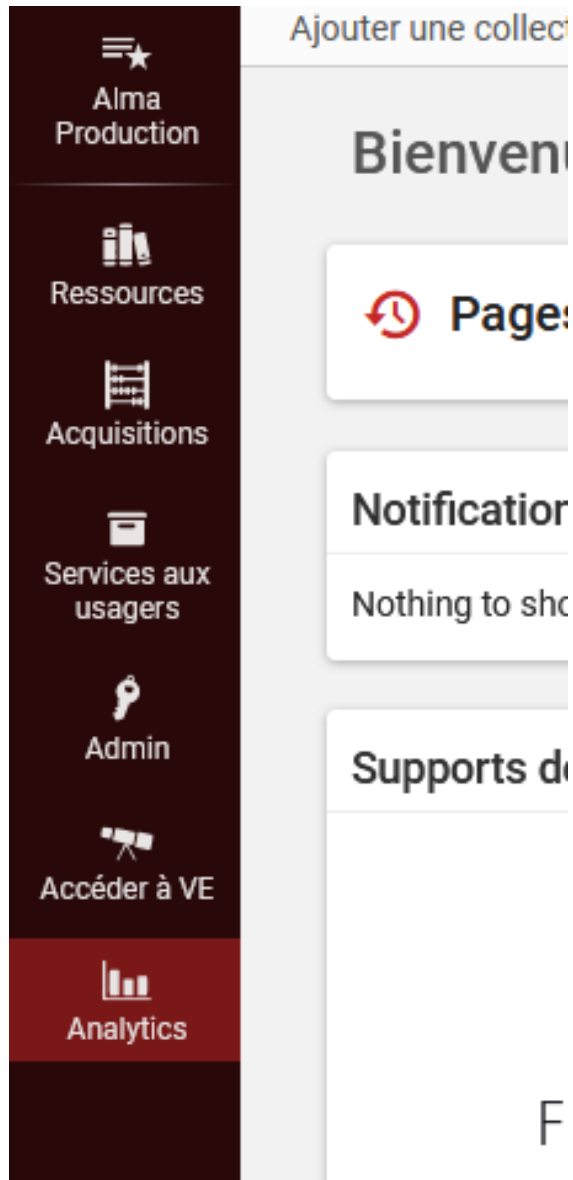 Ajouter une collect
Alma
Production
Bienvenu
Ressources
Pages
Acquisitions
Notification
Services aux
usagers
Nothing to sho
Admin
Supports de
Accéder à VE
Analytics
F